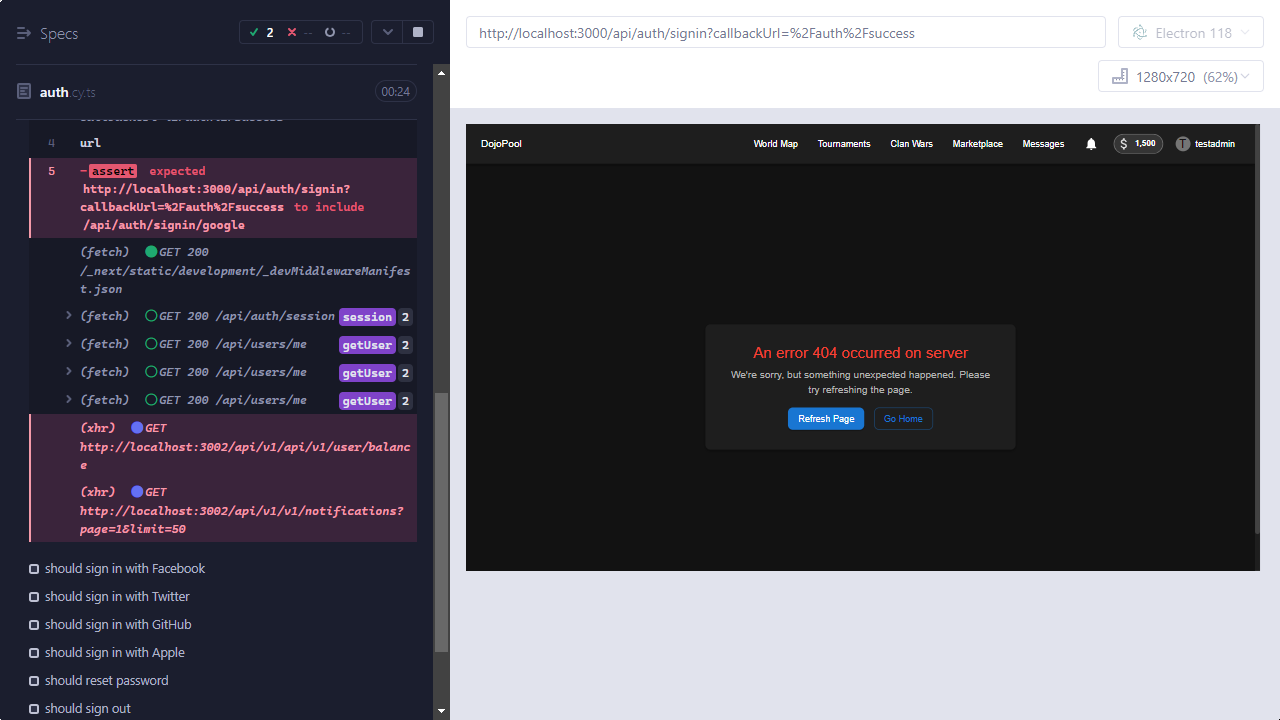 Specs
2
--
--
auth.cy.ts
00:24
4 url
5 -assert expected
http://localhost:3000/api/auth/signin?
callbackUrl=%2Fauth%2Fsuccess to include
/api/auth/signin/google
(fetch) GET 200
/_next/static/development/_devMiddlewareManifes
t.json
(fetch) GET 200 /api/auth/session session 2
(fetch) GET 200 /api/users/me getUser 2
(fetch) GET 200 /api/users/me getUser 2
(fetch) GET 200 /api/users/me getUser 2
(xhr) GET
http://localhost:3002/api/v1/api/v1/user/balanc
e
(xhr) GET
http://localhost:3002/api/v1/v1/notifications?
page=1&limit=50
should sign in with Facebook
should sign in with Twitter
should sign in with GitHub
should sign in with Apple
should reset password
should sign out
http://localhost:3000/api/auth/signin?callbackUrl=%2Fauth%2Fsuccess
Electron 118
1280x720 (62%)
DojoPool
World Map
Tournaments
Clan Wars
Marketplace
Messages
$ 1,500
T testadmin
An error 404 occurred on server
We're sorry, but something unexpected happened. Please
try refreshing the page.
Refresh Page
Go Home